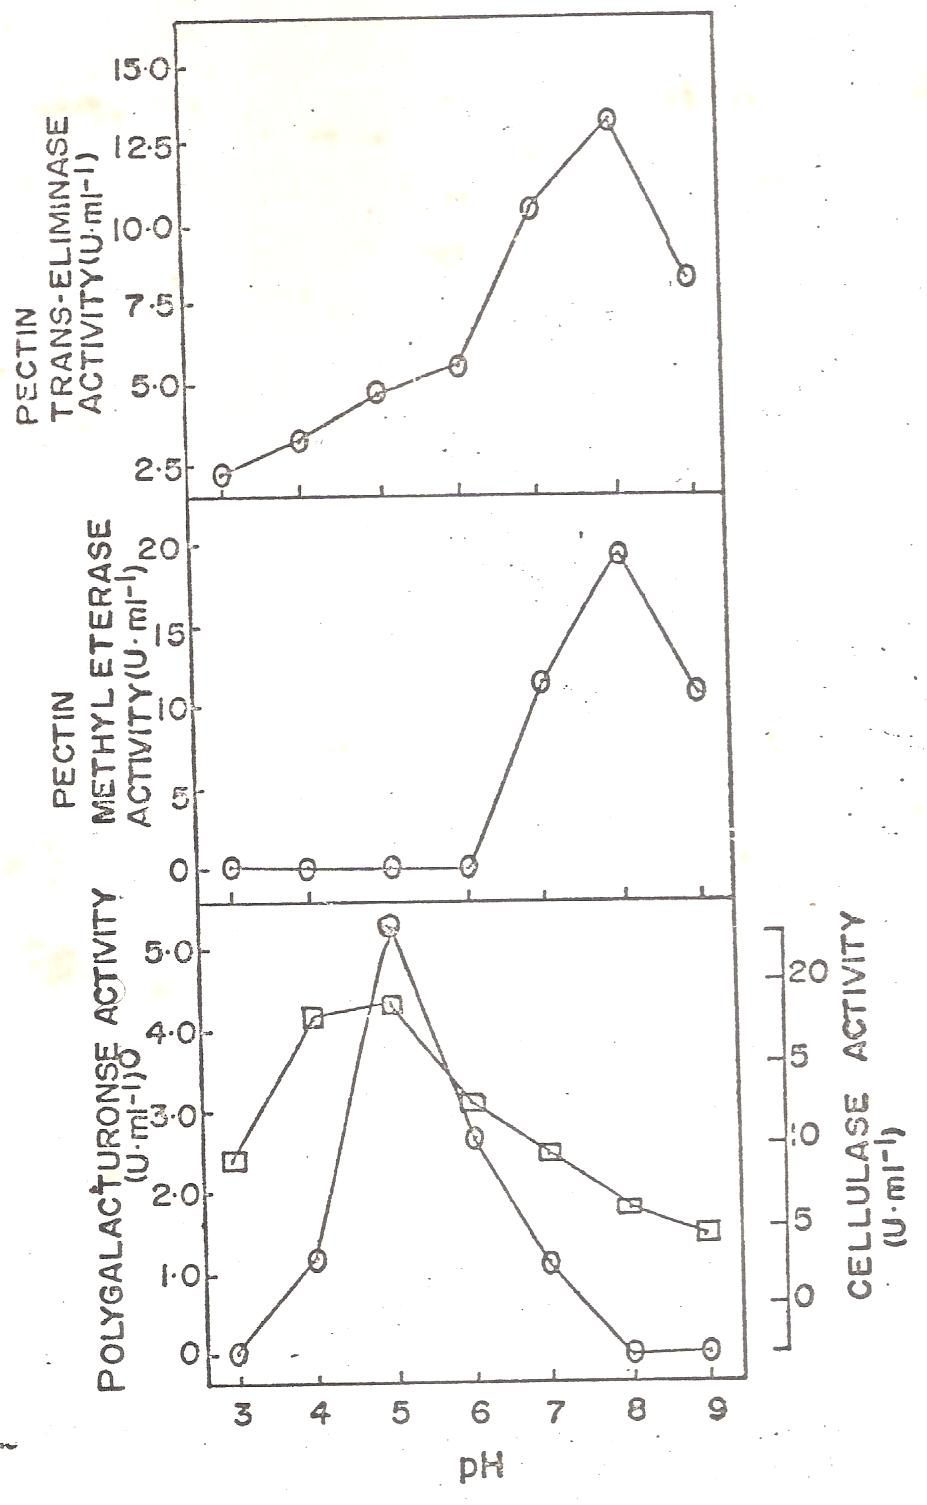 PECTIN
TRANS-ELIMINASE
ACTIVITY(U·ml-1)
15·0
12·5
10·0
7·5
5·0
2·5
PECTIN
METHYL ETERASE
ACTIVITY(U·ml-1)
20
15
10
5
0
POLYGALACTURONSE ACTIVITY
(U·ml-1)
5·0
4·0
3·0
2·0
1·0
0
20
5
0
5
0
CELLULASE ACTIVITY
(U·ml-1)
3 4 5 6 7 8 9
pH